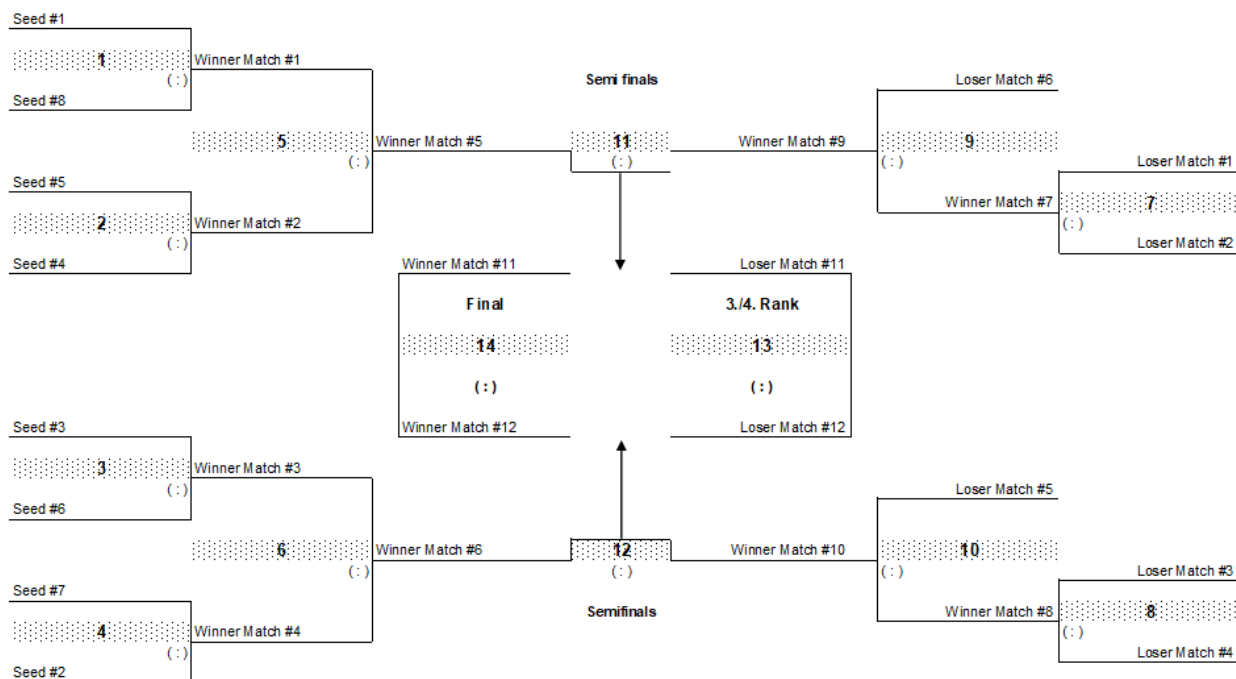 Seed #1
1
Winner Match #1
( : )
Seed #8
Semi finals
Loser Match #6
5
Winner Match #5
( : )
11
( : )
Winner Match #9
9
( : )
Loser Match #1
Seed #5
2
Winner Match #2
( : )
Seed #4
Winner Match #7
7
( : )
Loser Match #2
Winner Match #11
Loser Match #11
Final
3./4. Rank
14
13
( : )
( : )
Winner Match #12
Loser Match #12
Seed #3
3
Winner Match #3
( : )
Seed #6
Loser Match #5
6
Winner Match #6
( : )
12
( : )
Winner Match #10
10
( : )
Loser Match #3
Seed #7
4
Winner Match #4
( : )
Seed #2
Semifinals
Winner Match #8
8
( : )
Loser Match #4